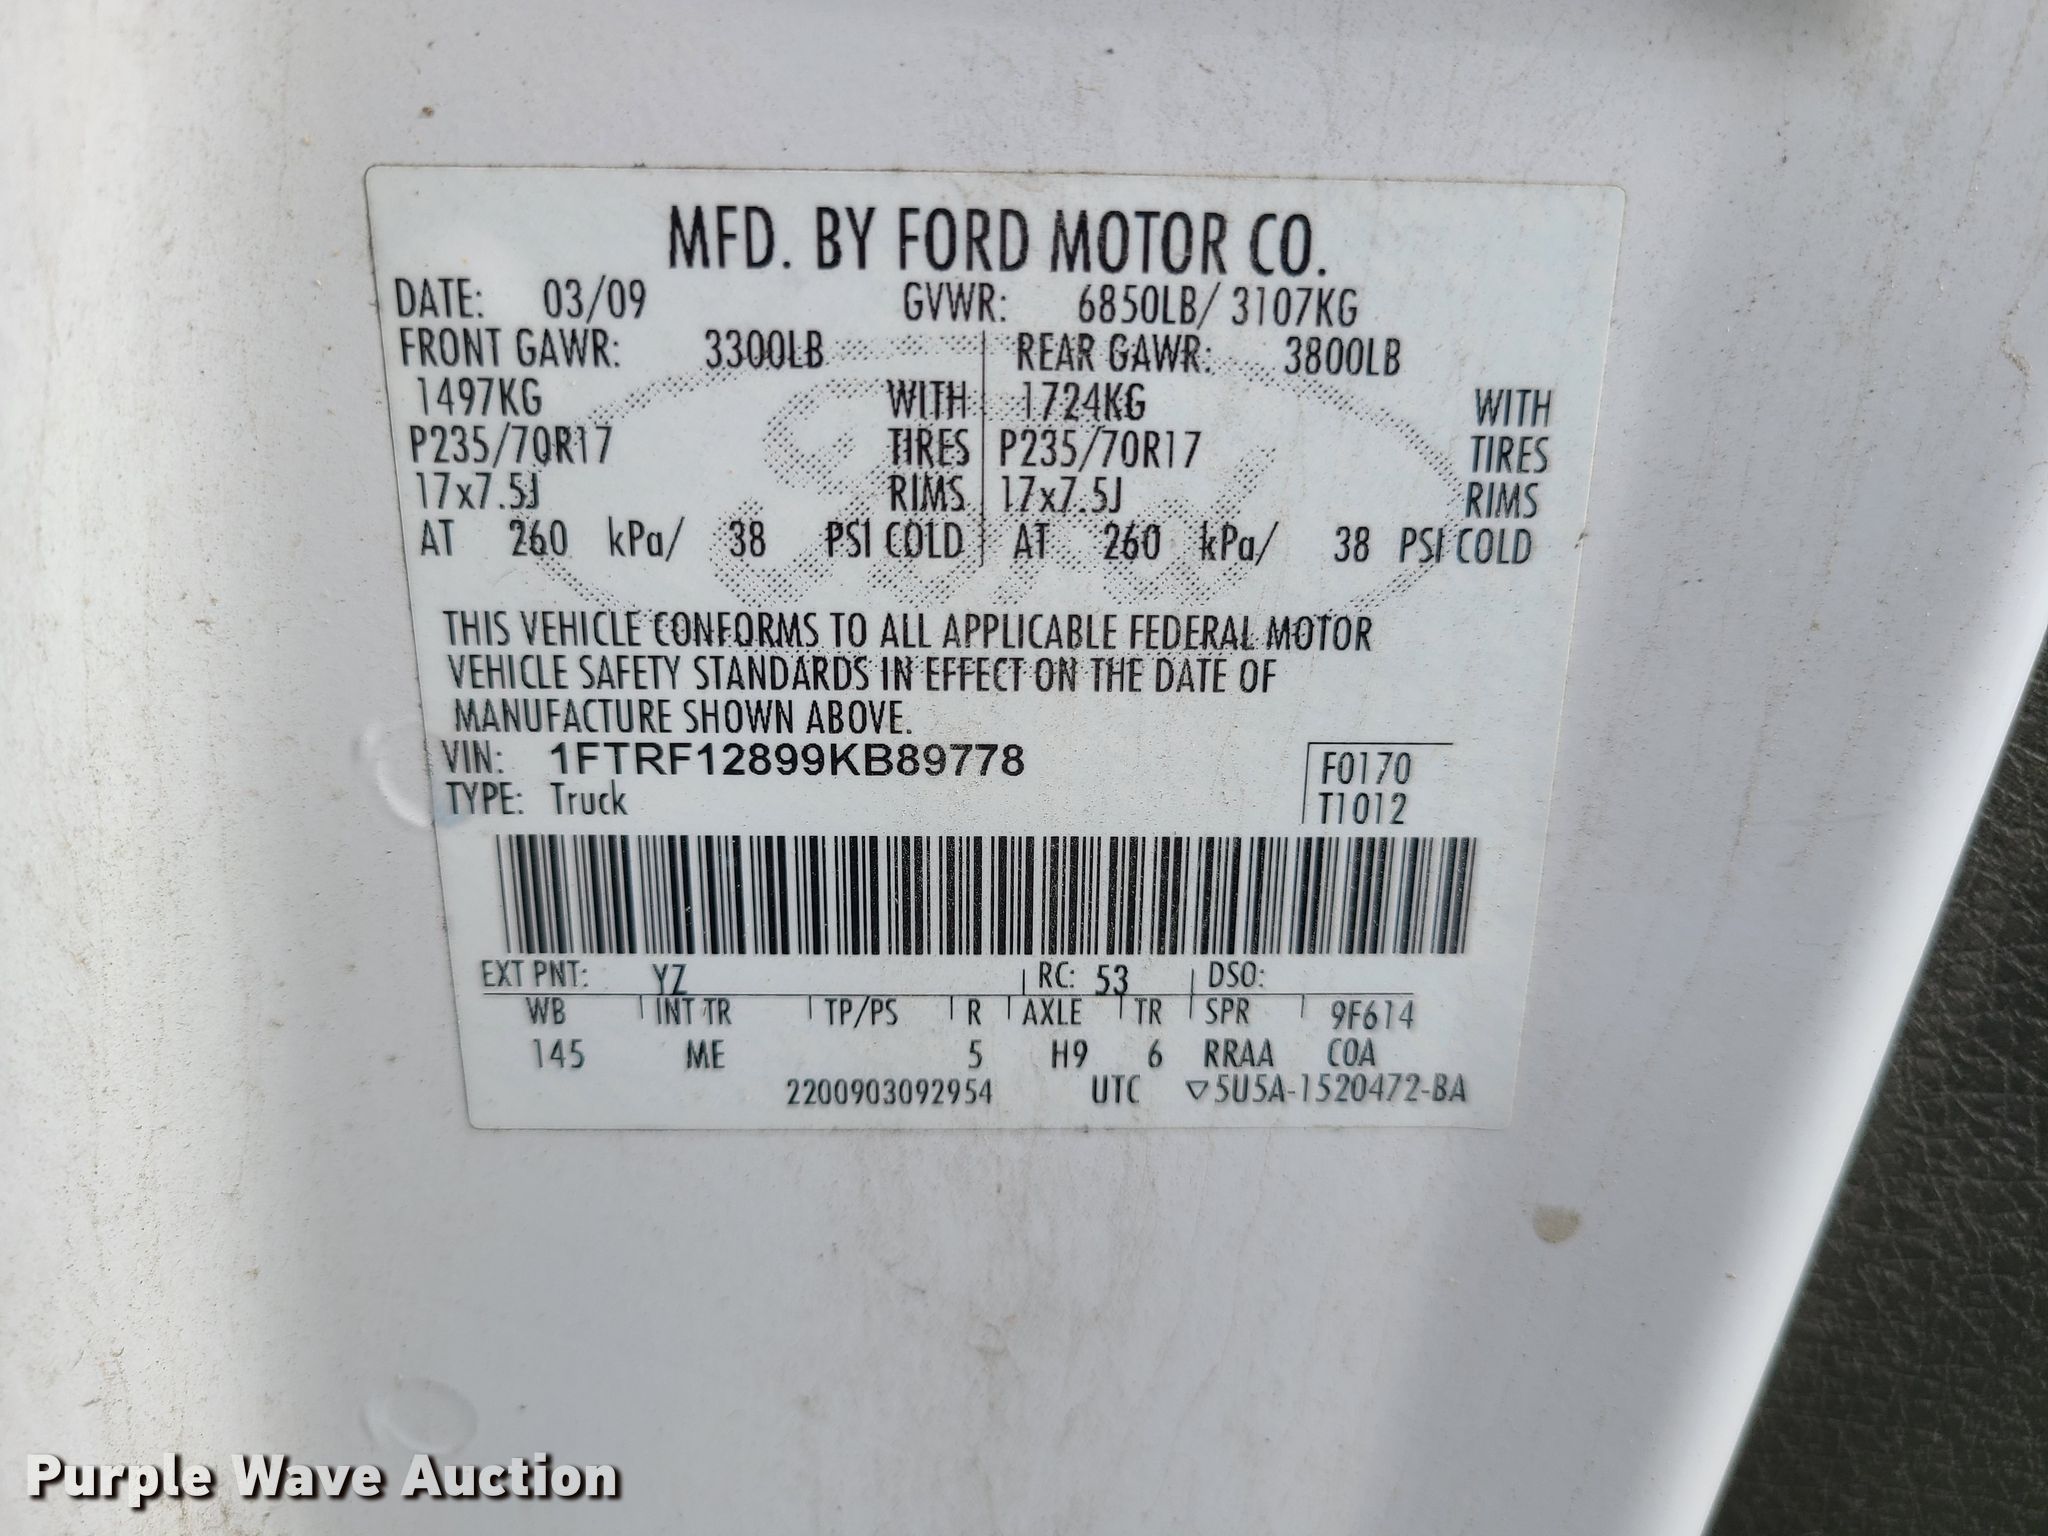 MFD. BY FORD MOTOR CO.
DATE: 03/09 GVWR: 6850LB/ 3107KG
FRONT GAWR: 3300LB REAR GAWR: 3800LB
1497KG WITH 1724KG WITH
P235/70R17 TIRES P235/70R17 TIRES
17x7.5J RIMS 17x7.5J RIMS
AT 260 kPa/ 38 PSI COLD AT 260 kPa/ 38 PSI COLD
THIS VEHICLE CONFORMS TO ALL APPLICABLE FEDERAL MOTOR
VEHICLE SAFETY STANDARDS IN EFFECT ON THE DATE OF
MANUFACTURE SHOWN ABOVE.
VIN: 1FTRF12899KB89778 F0170
TYPE: Truck T1012
EXT PNT: YZ RC: 53 DSO:
WB INT TR TP/PS R AXLE TR SPR 9F614
145 ME 5 H9 6 RRAA COA
2200903092954 UTC ▽5U5A-1520472-BA
Purple Wave Auction